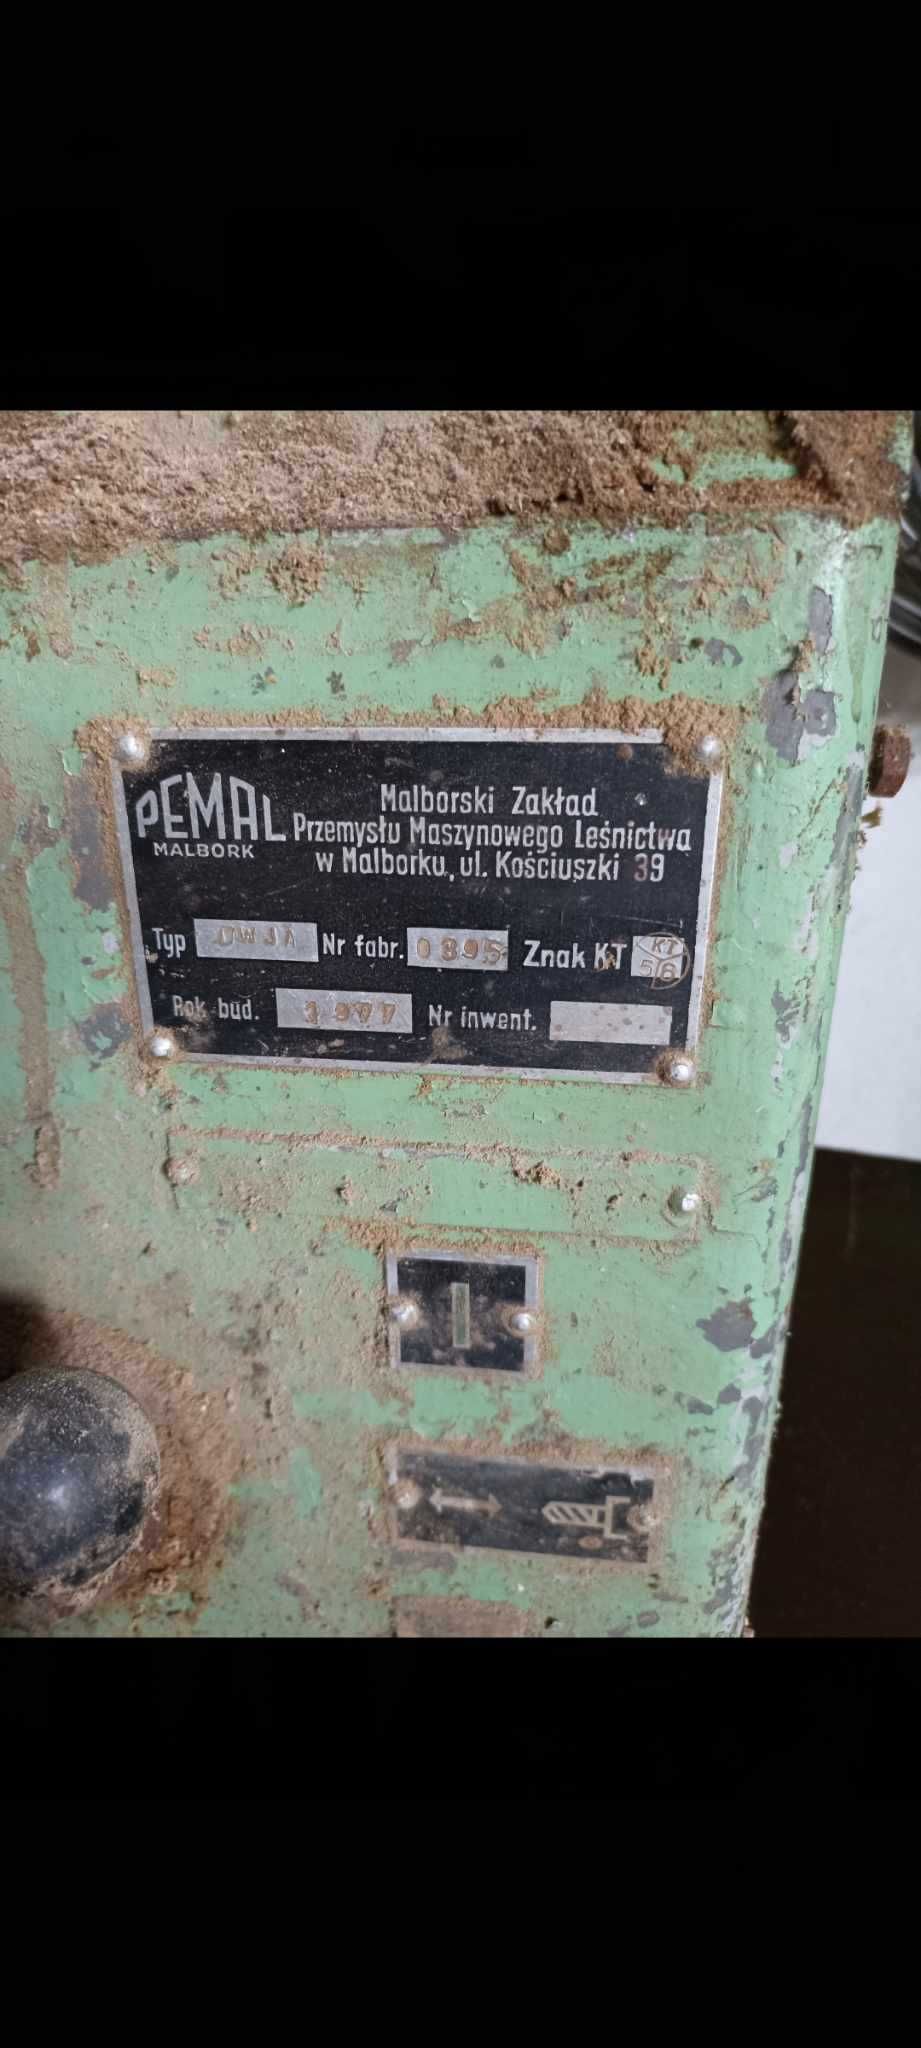 PEMAL
MALBORK
Malborski Zakład
Przemysłu Maszynowego Leśnictwa
w Malborku, ul. Kościuszki 39
Typ DWJA Nr fabr. 0395 Znak KT KT 5/6
Rok bud. 1977 Nr inwent.